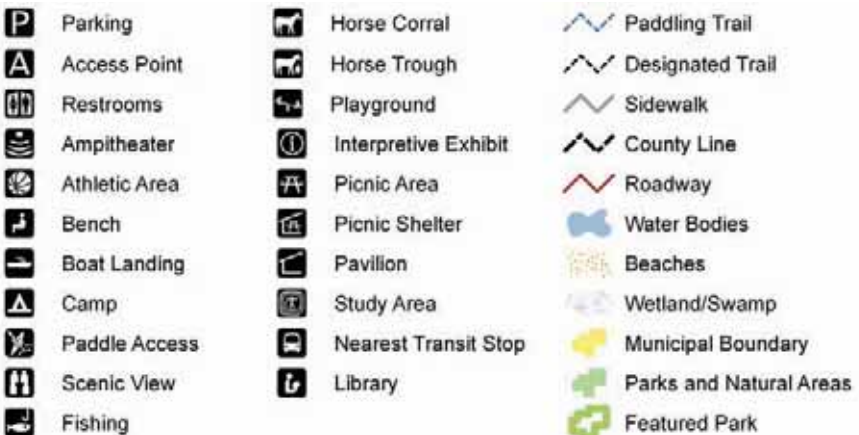 P Parking
A Access Point
Restrooms
Ampitheater
Athletic Area
Bench
Boat Landing
Camp
Paddle Access
Scenic View
Fishing
Horse Corral
Horse Trough
Playground
Interpretive Exhibit
Picnic Area
Picnic Shelter
Pavilion
Study Area
Nearest Transit Stop
Library
Paddling Trail
Designated Trail
Sidewalk
County Line
Roadway
Water Bodies
Beaches
Wetland/Swamp
Municipal Boundary
Parks and Natural Areas
Featured Park